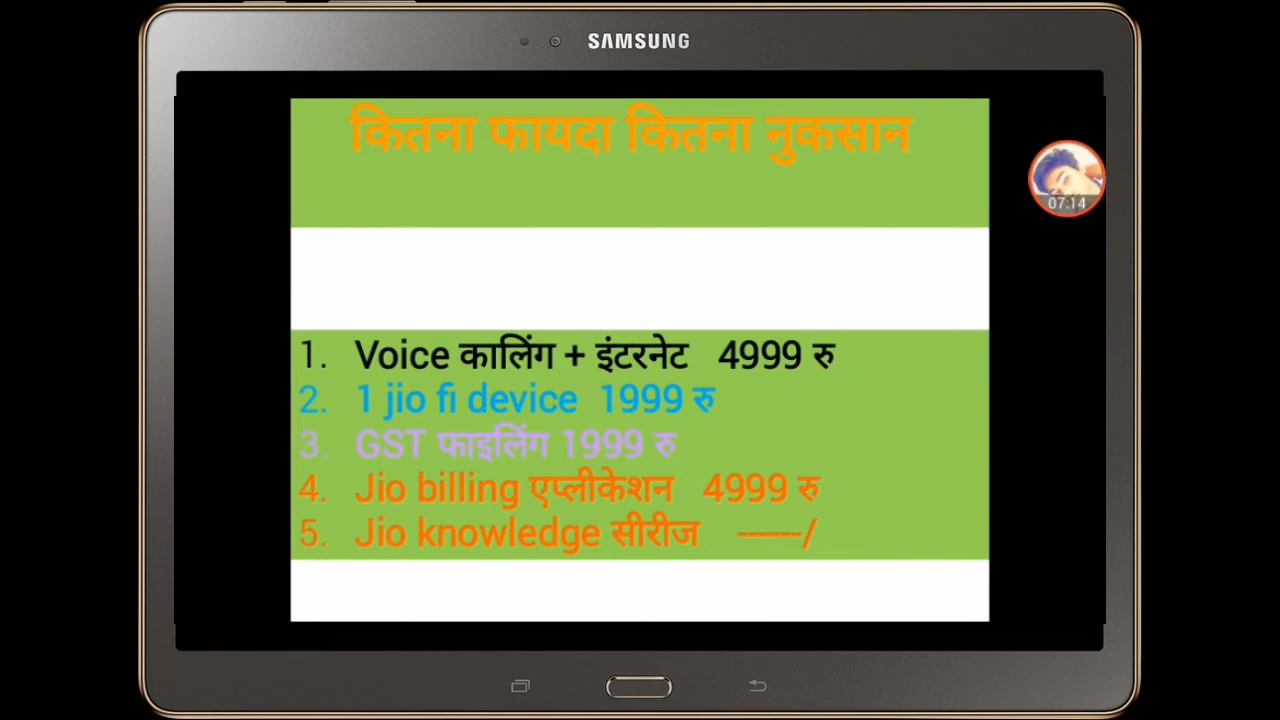 SAMSUNG
कितना फायदा कितना नुकसान
07:14
1. Voice कालिंग + इंटरनेट 4999 रु
2. 1 jio fi device 1999 रु
3. GST फाइलिंग 1999 रु
4. Jio billing एप्लीकेशन 4999 रु
5. Jio knowledge सीरीज ------/